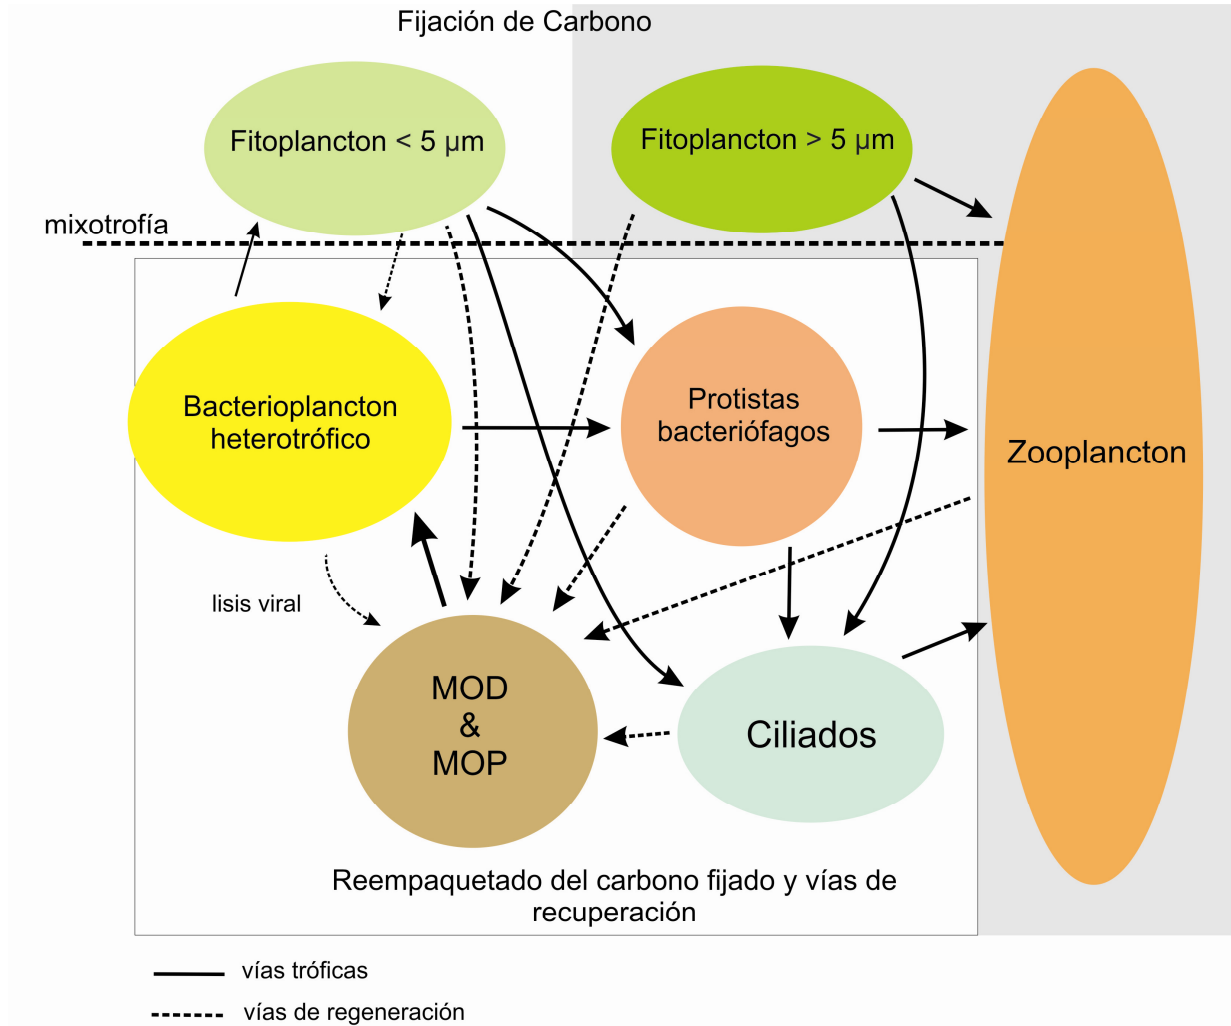 Fijación de Carbono
Fitoplancton < 5 µm
Fitoplancton > 5 µm
mixotrofía
Bacterioplancton
heterotrófico
Protistas
bacteriófagos
Zooplancton
lisis viral
MOD
&
MOP
Ciliados
Reempaquetado del carbono fijado y vías de
recuperación
vías tróficas
vías de regeneración